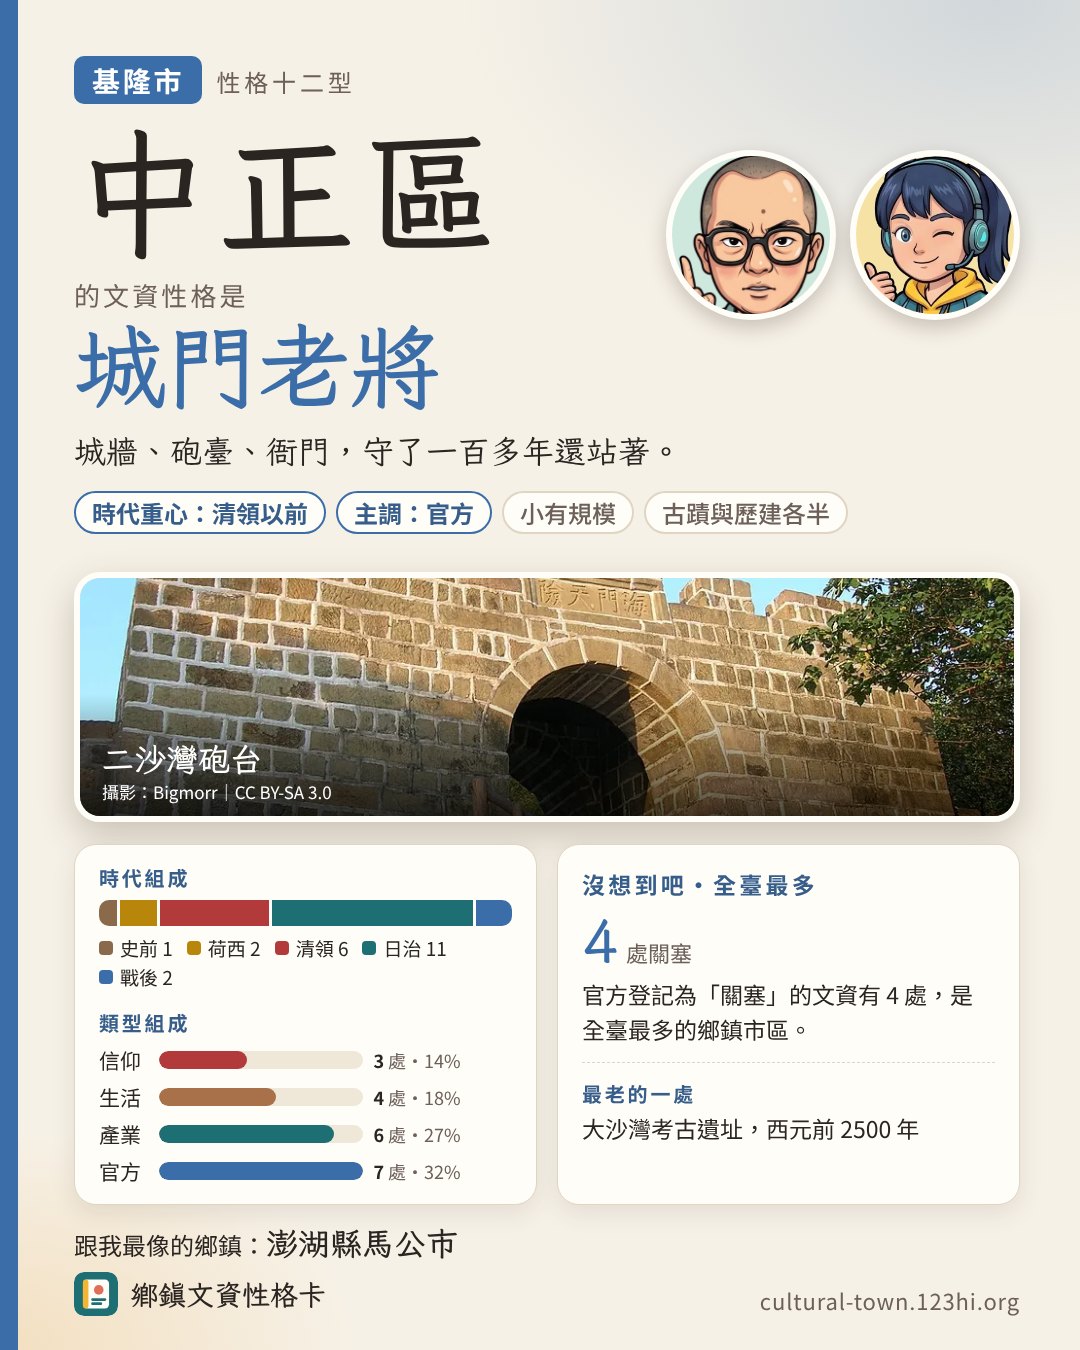 基隆市 性格十二型
中正區
的文資性格是
城門老將
城牆、砲臺、衙門，守了一百多年還站著。
時代重心：清領以前 主調：官方 小有規模 古蹟與歷建各半
險天門海
二沙灣砲台
攝影：Bigmorr｜CC BY-SA 3.0
時代組成
史前 1 荷西 2 清領 6 日治 11
戰後 2
類型組成
信仰 3 處・14%
生活 4 處・18%
產業 6 處・27%
官方 7 處・32%
沒想到吧・全臺最多
4 處關塞
官方登記為「關塞」的文資有 4 處，是
全臺最多的鄉鎮市區。
最老的一處
大沙灣考古遺址，西元前 2500 年
跟我最像的鄉鎮：澎湖縣馬公市
鄉鎮文資性格卡
cultural-town.123hi.org